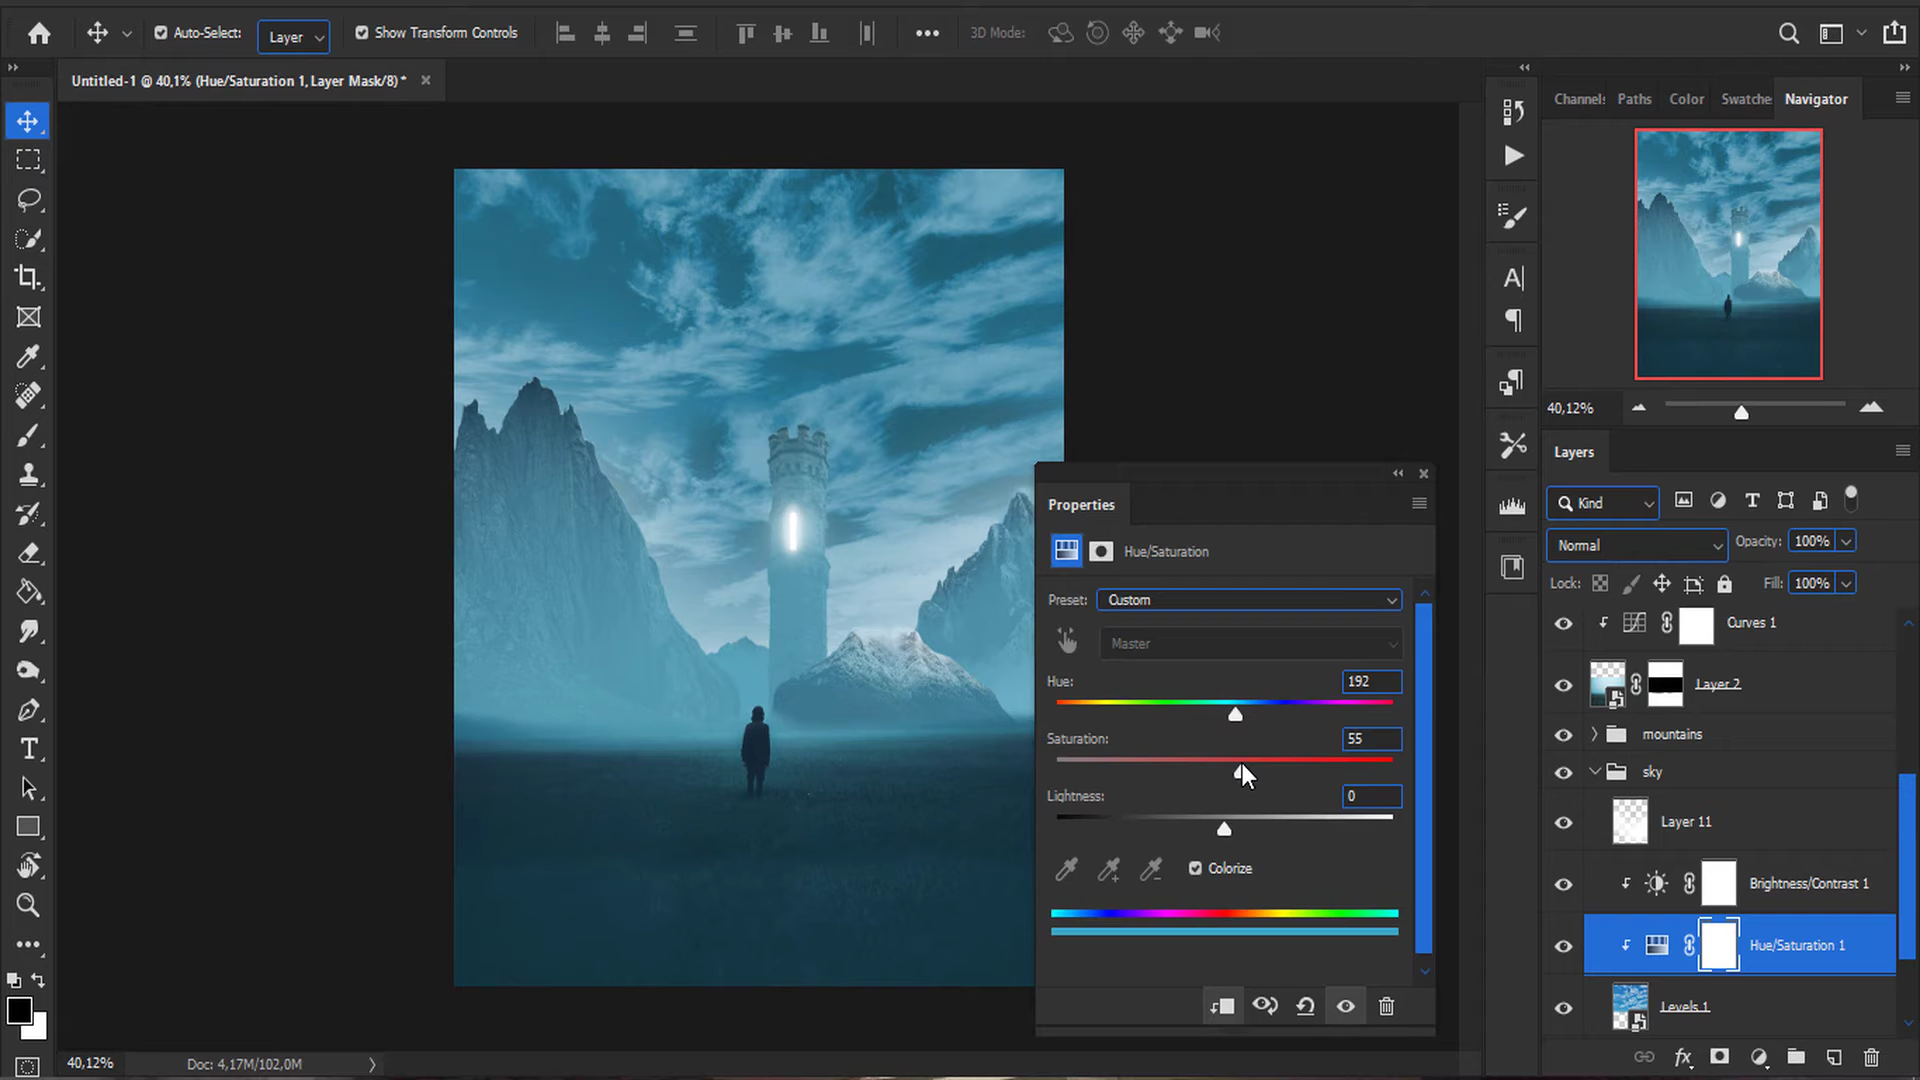 Auto-Select: Layer Show Transform Controls ••• 3D Mode:
Untitled-1 @ 40,1% (Hue/Saturation 1, Layer Mask/8) * ×
Channel: Paths Color Swatche Navigator
40,12%
Layers
Kind
Normal Opacity: 100%
Lock: Fill: 100%
Curves 1
Layer 2
mountains
sky
Layer 11
Brightness/Contrast 1
Hue/Saturation 1
Levels 1
Properties
Hue/Saturation
Preset: Custom
Master
Hue: 192
Saturation: 55
Lightness: 0
Colorize
40,12% Doc: 4,17M/102,0M